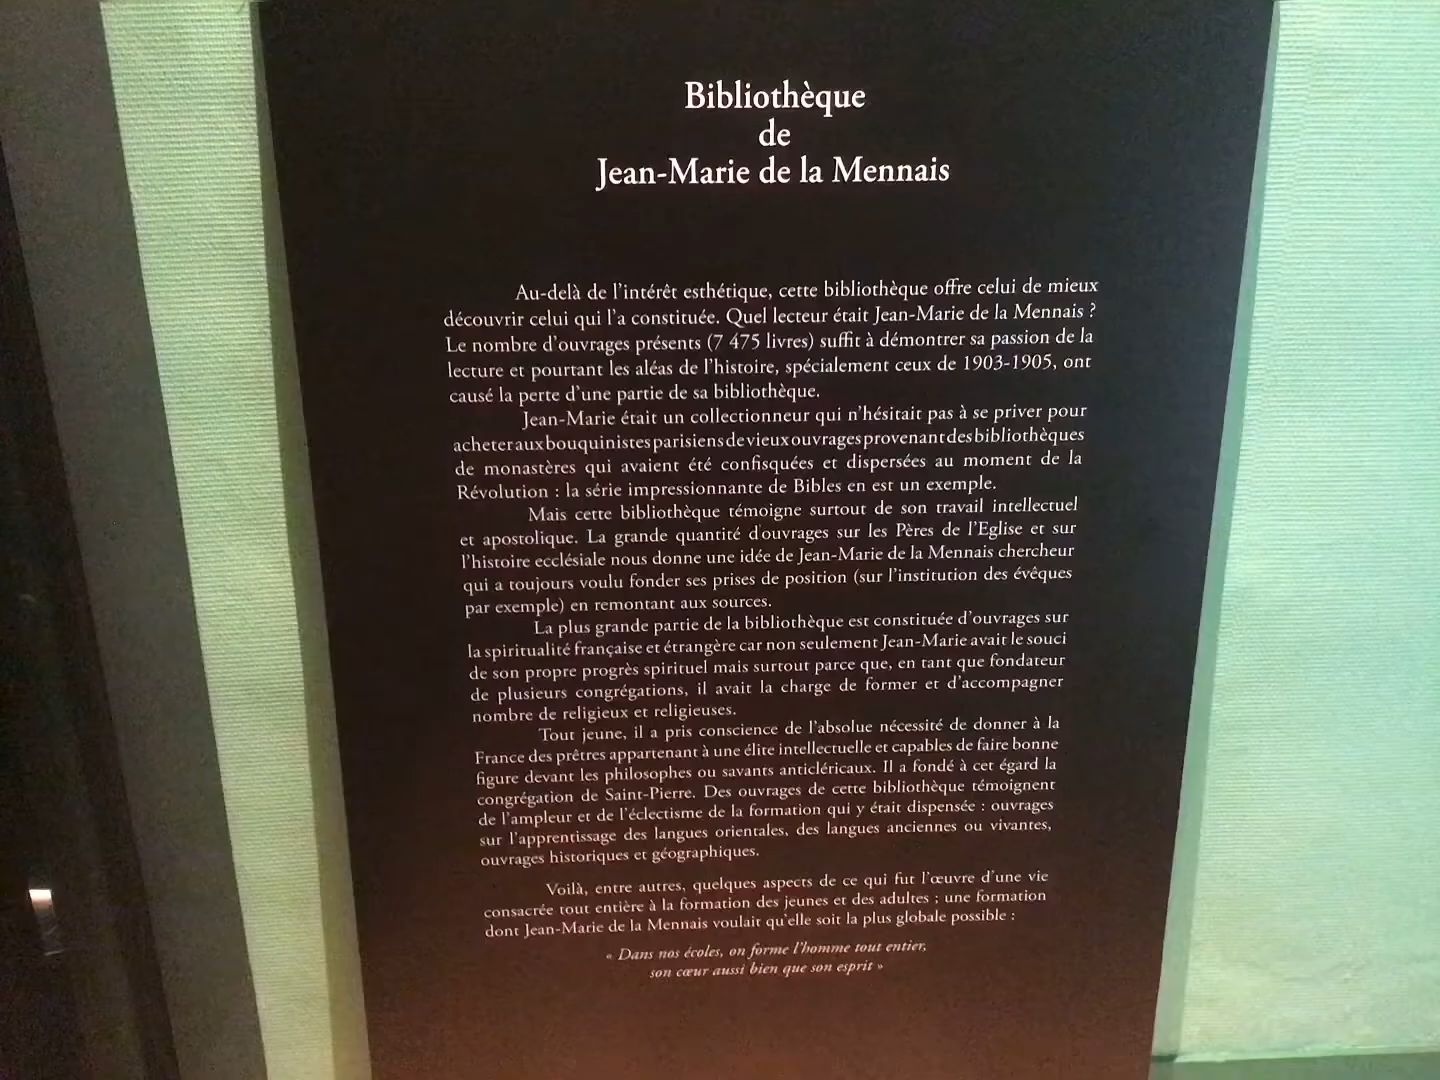 Bibliothèque
de
Jean-Marie de la Mennais
Au-delà de l'intérêt esthétique, cette bibliothèque offre celui de mieux
découvrir celui qui l'a constituée. Quel lecteur était Jean-Marie de la Mennais ?
Le nombre d'ouvrages présents (7 475 livres) suffit à démontrer sa passion de la
lecture et pourtant les aléas de l'histoire, spécialement ceux de 1903-1905, ont
causé la perte d'une partie de sa bibliothèque.
Jean-Marie était un collectionneur qui n'hésitait pas à se priver pour
acheter aux bouquinistes parisiens de vieux ouvrages provenant des bibliothèques
de monastères qui avaient été confisquées et dispersées au moment de la
Révolution : la série impressionnante de Bibles en est un exemple.
Mais cette bibliothèque témoigne surtout de son travail intellectuel
et apostolique. La grande quantité d'ouvrages sur les Pères de l'Eglise et sur
l'histoire ecclésiale nous donne une idée de Jean-Marie de la Mennais chercheur
qui a toujours voulu fonder ses prises de position (sur l'institution des évêques
par exemple) en remontant aux sources.
La plus grande partie de la bibliothèque est constituée d'ouvrages sur
la spiritualité française et étrangère car non seulement Jean-Marie avait le souci
de son propre progrès spirituel mais surtout parce que, en tant que fondateur
de plusieurs congrégations, il avait la charge de former et d'accompagner
nombre de religieux et religieuses.
Tout jeune, il a pris conscience de l'absolue nécessité de donner à la
France des prêtres appartenant à une élite intellectuelle et capables de faire bonne
figure devant les philosophes ou savants anticléricaux. Il a fondé à cet égard la
congrégation de Saint-Pierre. Des ouvrages de cette bibliothèque témoignent
de l'ampleur et de l'éclectisme de la formation qui y était dispensée : ouvrages
sur l'apprentissage des langues orientales, des langues anciennes ou vivantes,
ouvrages historiques et géographiques.
Voilà, entre autres, quelques aspects de ce qui fut l'œuvre d'une vie
consacrée tout entière à la formation des jeunes et des adultes ; une formation
dont Jean-Marie de la Mennais voulait qu'elle soit la plus globale possible :
« Dans nos écoles, on forme l'homme tout entier,
son cœur aussi bien que son esprit »